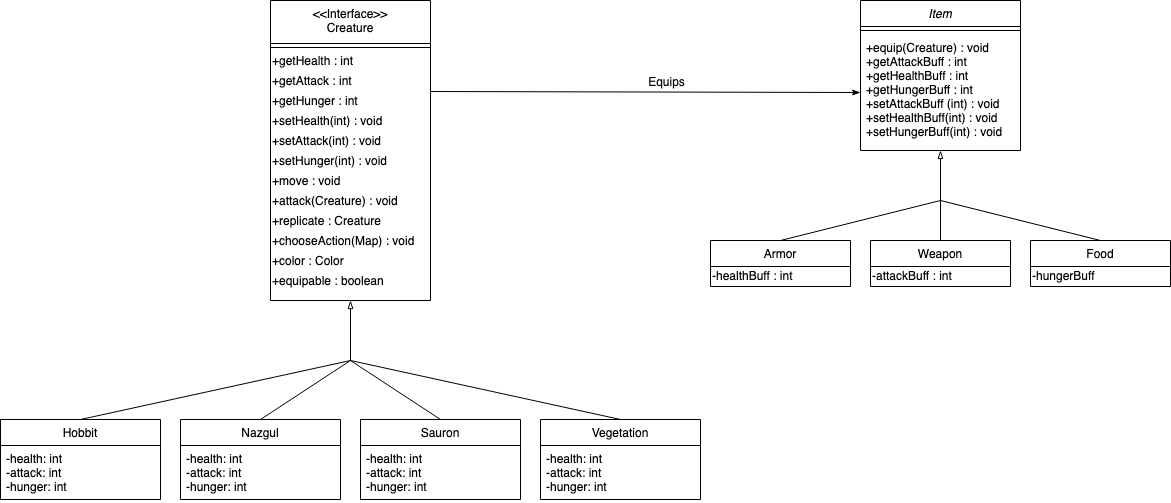 <<Interface>>
Creature
+getHealth : int
+getAttack : int
+getHunger : int
+setHealth(int) : void
+setAttack(int) : void
+setHunger(int) : void
+move : void
+attack(Creature) : void
+replicate : Creature
+chooseAction(Map) : void
+color : Color
+equipable : boolean
Equips
Item
+equip(Creature) : void
+getAttackBuff : int
+getHealthBuff : int
+getHungerBuff : int
+setAttackBuff (int) : void
+setHealthBuff(int) : void
+setHungerBuff(int) : void
Armor
-healthBuff : int
Weapon
-attackBuff : int
Food
-hungerBuff
Hobbit
-health: int
-attack: int
-hunger: int
Nazgul
-health: int
-attack: int
-hunger: int
Sauron
-health: int
-attack: int
-hunger: int
Vegetation
-health: int
-attack: int
-hunger: int